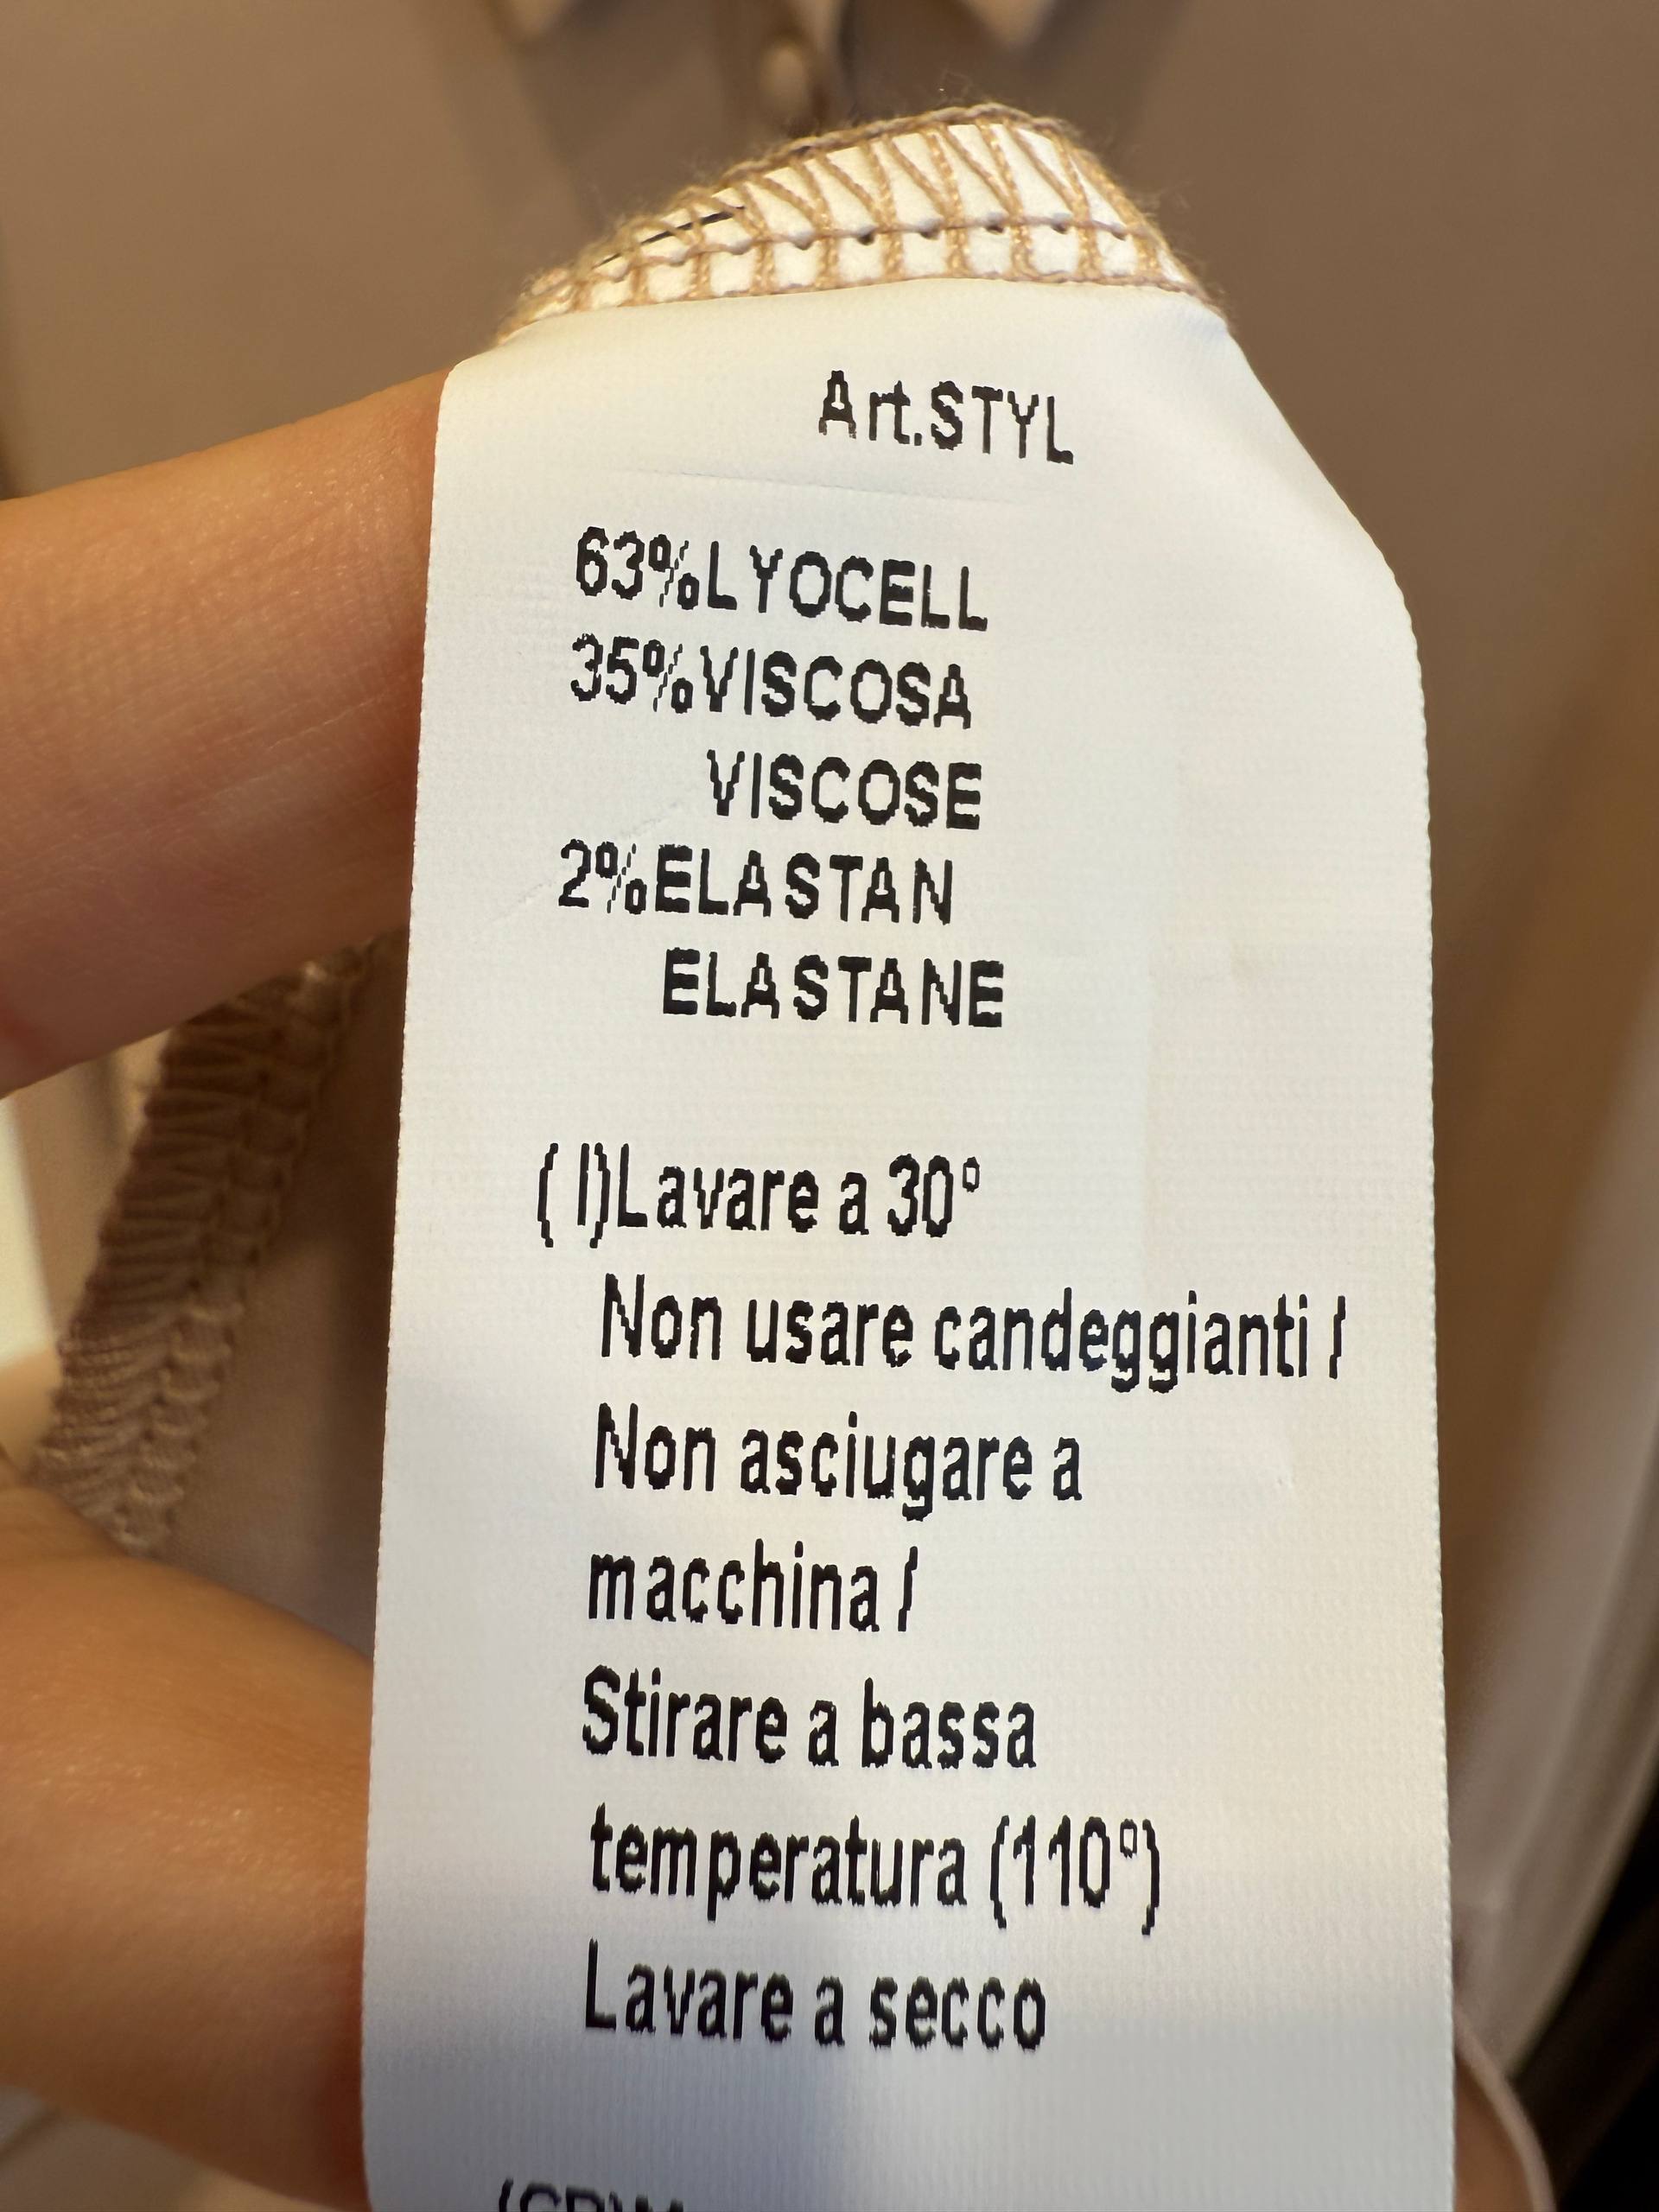 Art.STYL
63%LYOCELL
35%VISCOSA
VISCOSE
2%ELASTAN
ELASTANE
( I)Lavare a 30°
Non usare candeggianti /
Non asciugare a
macchina /
Stirare a bassa
temperatura (110°)
Lavare a secco